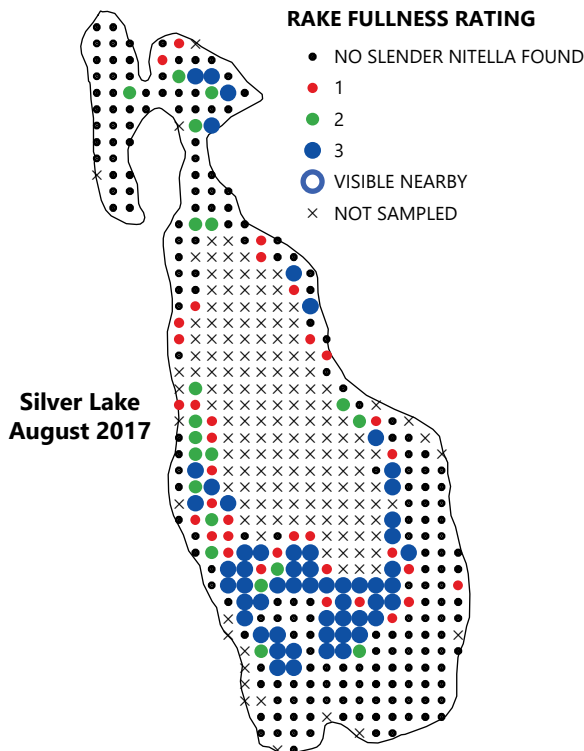 RAKE FULLNESS RATING
NO SLENDER NITELLA FOUND
1
2
3
VISIBLE NEARBY
NOT SAMPLED
Silver Lake
August 2017